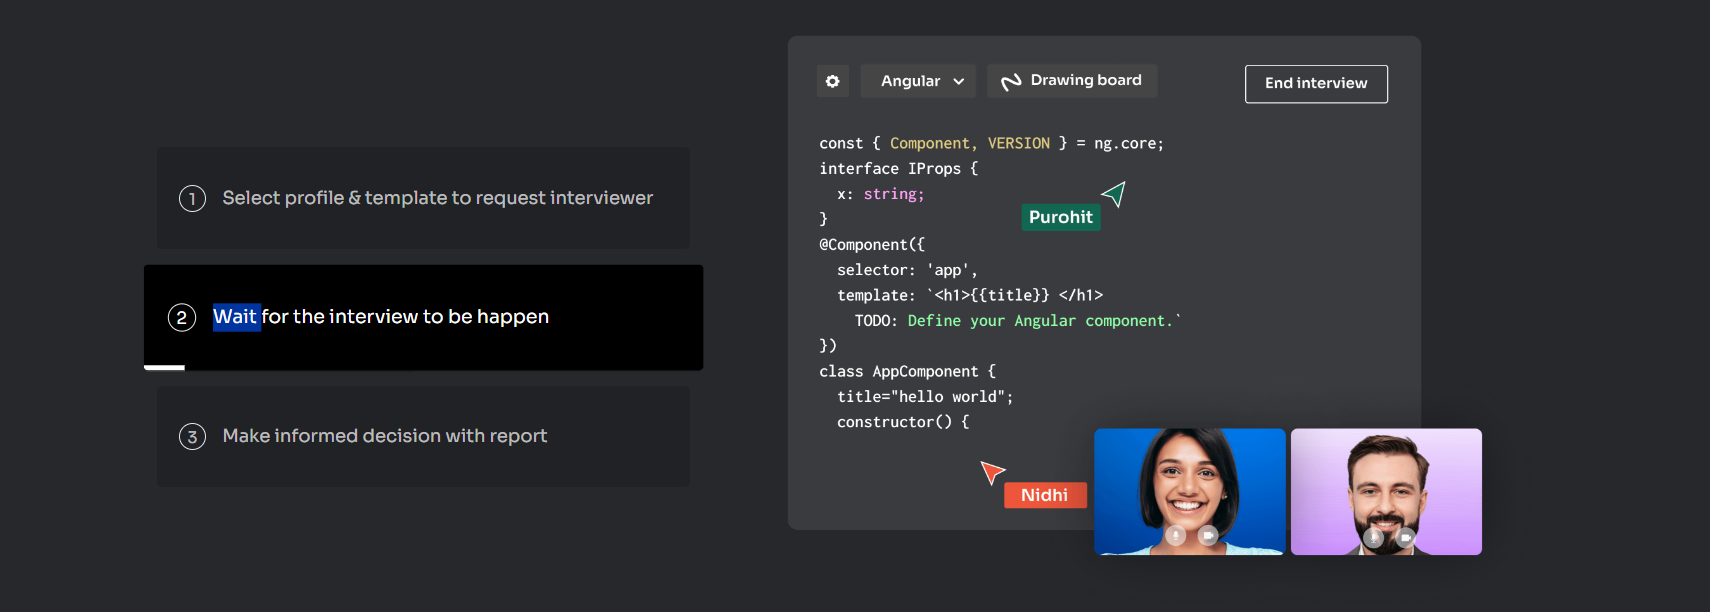 1 Select profile & template to request interviewer
2 Wait for the interview to be happen
3 Make informed decision with report
Angular Drawing board End interview
const { Component, VERSION } = ng.core;
interface IProps {
x: string;
}
Purohit
@Component({
selector: 'app',
template: `<h1>{{title}} </h1>
TODO: Define your Angular component.`
})
class AppComponent {
title="hello world";
constructor() {
Nidhi